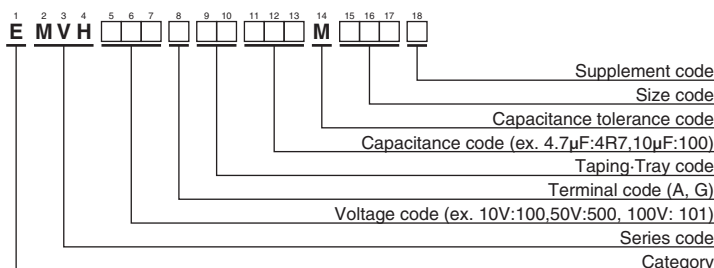 1 2 3 4 5 6 7 8 9 10 11 12 13 14 15 16 17 18
E MVH □□□ □ □□ □□□ M □□□ □
Supplement code
Size code
Capacitance tolerance code
Capacitance code (ex. 4.7µF:4R7,10µF:100)
Taping·Tray code
Terminal code (A, G)
Voltage code (ex. 10V:100,50V:500, 100V: 101)
Series code
Category